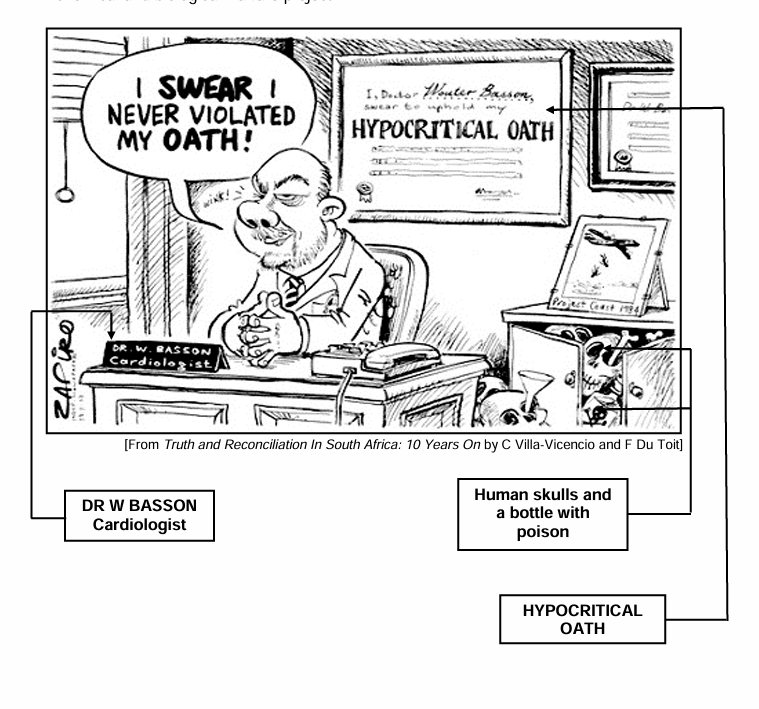 I SWEAR I
NEVER VIOLATED
MY OATH!
WINK!
I, Doctor Wouter Basson,
swear to uphold my
HYPOCRITICAL OATH
Project Coast
DR. W. BASSON
Cardiologist
ZAPIRO
[From Truth and Reconciliation In South Africa: 10 Years On by C Villa-Vicencio and F Du Toit]
DR W BASSON
Cardiologist
Human skulls and
a bottle with
poison
HYPOCRITICAL
OATH